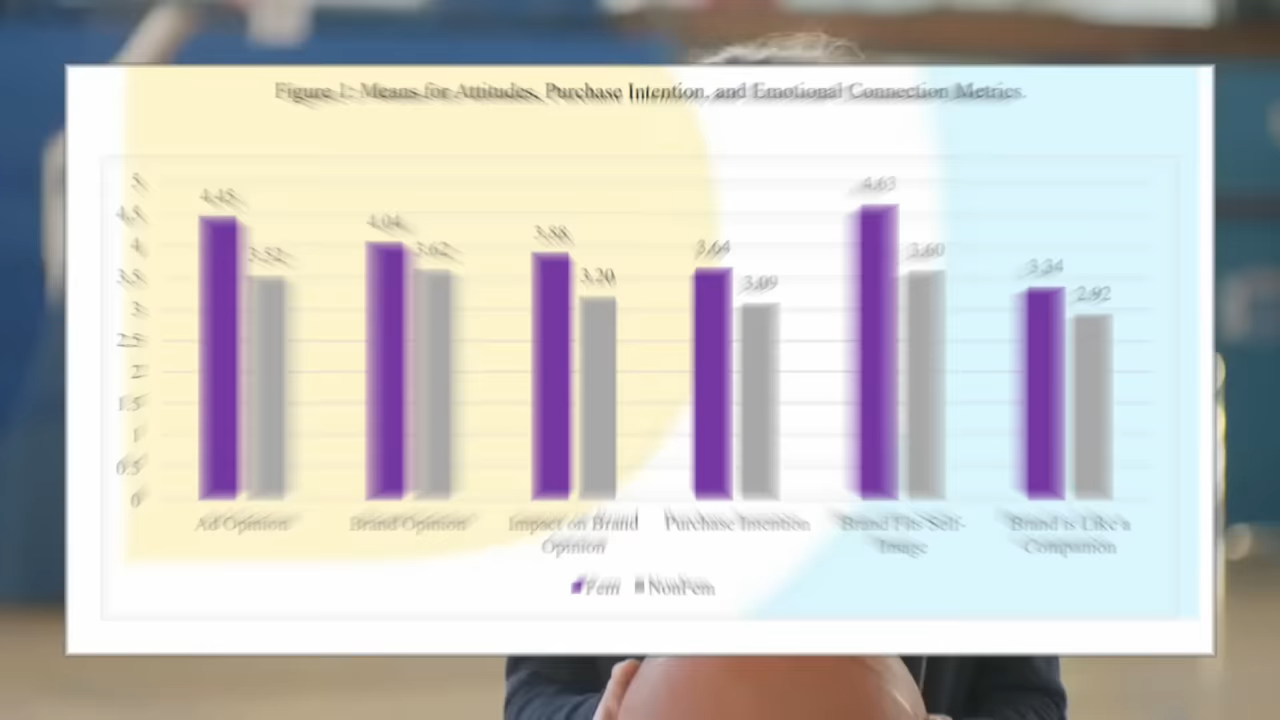 Figure 1: Means for Attitudes, Purchase Intention, and Emotional Connection Metrics.
5
4.5
4
3.5
3
2.5
2
1.5
1
0.5
0
4.45 3.52 4.04 3.62 3.88 3.20 3.64 3.09 4.63 3.60 3.34 2.92
Ad Opinion Brand Opinion Impact on Brand Purchase Intention Brand Fits Self- Brand is Like a
Opinion Image Companion
Fem NonFem